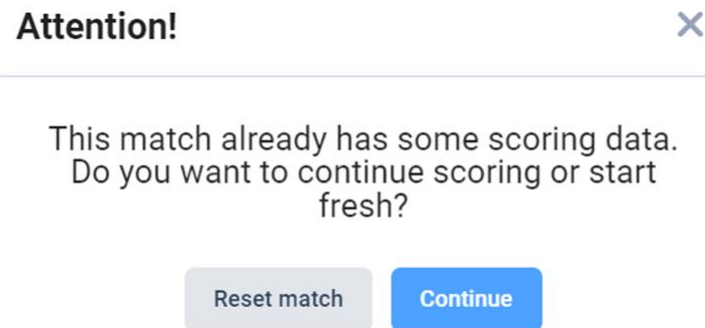 Attention!
This match already has some scoring data.
Do you want to continue scoring or start
fresh?
Reset match
Continue